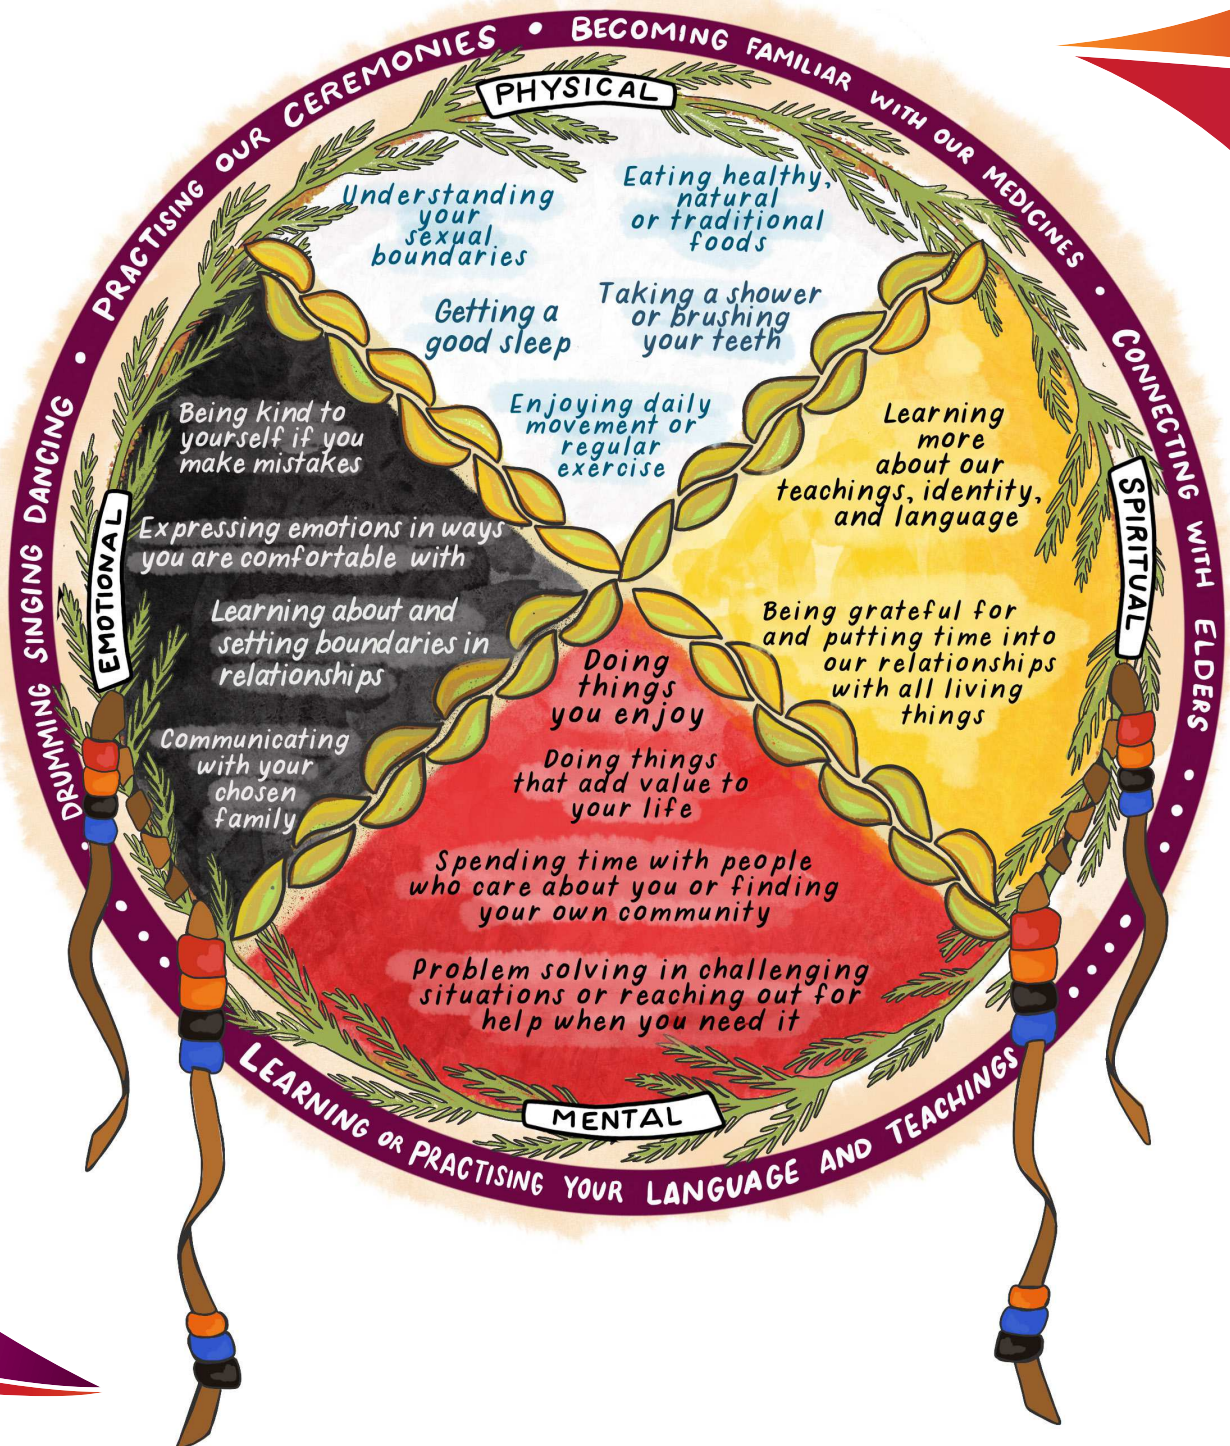 PRACTISING OUR CEREMONIES • BECOMING FAMILIAR WITH OUR MEDICINES • CONNECTING WITH ELDERS •
DRUMMING SINGING DANCING •
LEARNING OR PRACTISING YOUR LANGUAGE AND TEACHINGS
PHYSICAL
Understanding
your
sexual
boundaries
Eating healthy,
natural
or traditional
foods
Getting a
good sleep
Taking a shower
or brushing
your teeth
Enjoying daily
movement or
regular
exercise
EMOTIONAL
Being kind to
yourself if you
make mistakes
Expressing emotions in ways
you are comfortable with
Learning about and
setting boundaries in
relationships
Communicating
with your
chosen
family
SPIRITUAL
Learning
more
about our
teachings, identity,
and language
Being grateful for
and putting time into
our relationships
with all living
things
Doing
things
you enjoy
Doing things
that add value to
your life
Spending time with people
who care about you or finding
your own community
Problem solving in challenging
situations or reaching out for
help when you need it
MENTAL